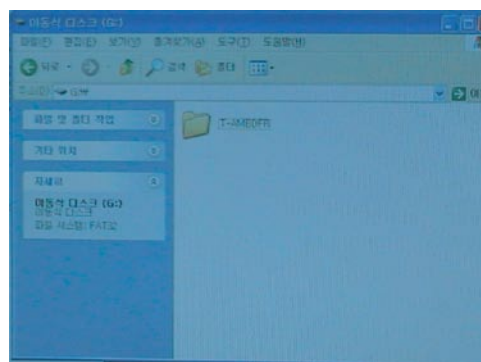 이동식 디스크 (G:)
파일(F) 편집(E) 보기(V) 즐겨찾기(A) 도구(T) 도움말(H)
뒤로 검색 폴더
주소(D) G:₩
파일 및 폴더 작업
기타 위치
자세히
이동식 디스크 (G:)
이동식 디스크
파일 시스템: FAT32